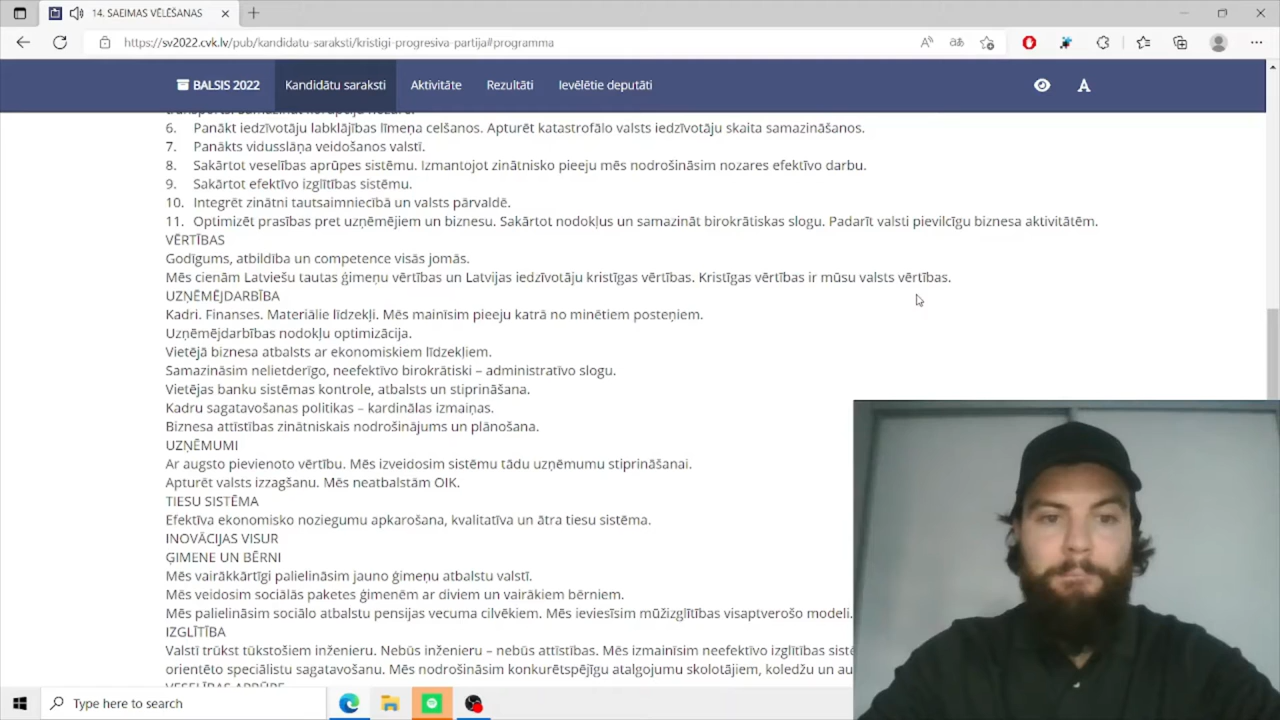 14. SAEIMAS VĒLĒŠANAS
https://sv2022.cvk.lv/pub/kandidatu-saraksti/kristigi-progresiva-partija#programma
BALSIS 2022 Kandidātu saraksti Aktivitāte Rezultāti Ievēlētie deputāti A
6. Panākt iedzīvotāju labklājības līmeņa celšanos. Apturēt katastrofālo valsts iedzīvotāju skaita samazināšanos.
7. Panākts vidusslāņa veidošanos valstī.
8. Sakārtot veselības aprūpes sistēmu. Izmantojot zinātnisko pieeju mēs nodrošināsim nozares efektīvo darbu.
9. Sakārtot efektīvo izglītības sistēmu.
10. Integrēt zinātni tautsaimniecībā un valsts pārvaldē.
11. Optimizēt prasības pret uzņēmējiem un biznesu. Sakārtot nodokļus un samazināt birokrātiskas slogu. Padarīt valsti pievilcīgu biznesa aktivitātēm.
VĒRTĪBAS
Godīgums, atbildība un competence visās jomās.
Mēs cienām Latviešu tautas ģimeņu vērtības un Latvijas iedzīvotāju kristīgas vērtības. Kristīgas vērtības ir mūsu valsts vērtības.
UZŅĒMĒJDARBĪBA
Kadri. Finanses. Materiālie līdzekļi. Mēs mainīsim pieeju katrā no minētiem posteņiem.
Uzņēmējdarbības nodokļu optimizācija.
Vietējā biznesa atbalsts ar ekonomiskiem līdzekļiem.
Samazināsim nelietderīgo, neefektīvo birokrātiski – administratīvo slogu.
Vietējas banku sistēmas kontrole, atbalsts un stiprināšana.
Kadru sagatavošanas politikas – kardinālas izmaiņas.
Biznesa attīstības zinātniskais nodrošinājums un plānošana.
UZŅĒMUMI
Ar augsto pievienoto vērtību. Mēs izveidosim sistēmu tādu uzņēmumu stiprināšanai.
Apturēt valsts izzagšanu. Mēs neatbalstām OIK.
TIESU SISTĒMA
Efektīva ekonomisko noziegumu apkarošana, kvalitatīva un ātra tiesu sistēma.
INOVĀCIJAS VISUR
ĢIMENE UN BĒRNI
Mēs vairākkārtīgi palielināsim jauno ģimeņu atbalstu valstī.
Mēs veidosim sociālās paketes ģimenēm ar diviem un vairākiem bērniem.
Mēs palielināsim sociālo atbalstu pensijas vecuma cilvēkiem. Mēs ieviesīsim mūžizglītības visaptverošo modeli.
IZGLĪTĪBA
Valstī trūkst tūkstošiem inženieru. Nebūs inženieru – nebūs attīstības. Mēs izmainīsim neefektīvo izglītības
orientēto speciālistu sagatavošanu. Mēs nodrošināsim konkurētspējīgu atalgojumu skolotājiem, koledžu un
Type here to search